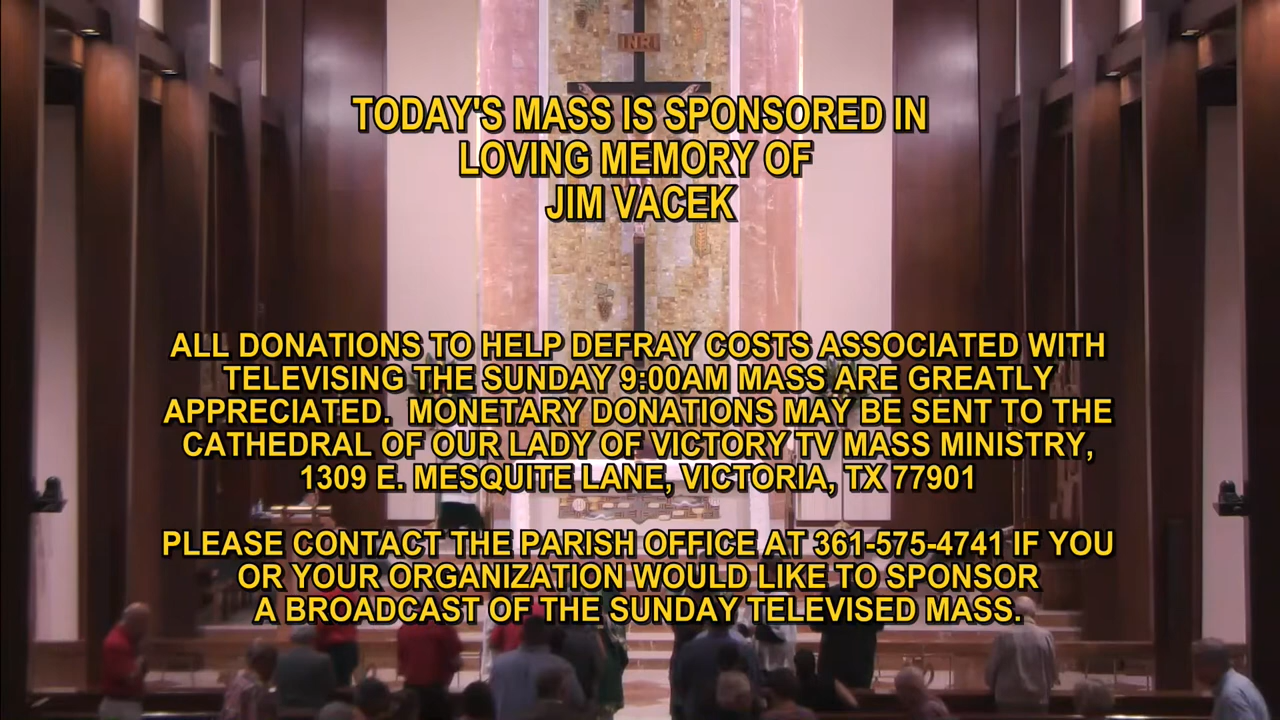 INRI
TODAY'S MASS IS SPONSORED IN
LOVING MEMORY OF
JIM VACEK
ALL DONATIONS TO HELP DEFRAY COSTS ASSOCIATED WITH
TELEVISING THE SUNDAY 9:00AM MASS ARE GREATLY
APPRECIATED.  MONETARY DONATIONS MAY BE SENT TO THE
CATHEDRAL OF OUR LADY OF VICTORY TV MASS MINISTRY,
1309 E. MESQUITE LANE, VICTORIA, TX 77901
PLEASE CONTACT THE PARISH OFFICE AT 361-575-4741 IF YOU
OR YOUR ORGANIZATION WOULD LIKE TO SPONSOR
A BROADCAST OF THE SUNDAY TELEVISED MASS.